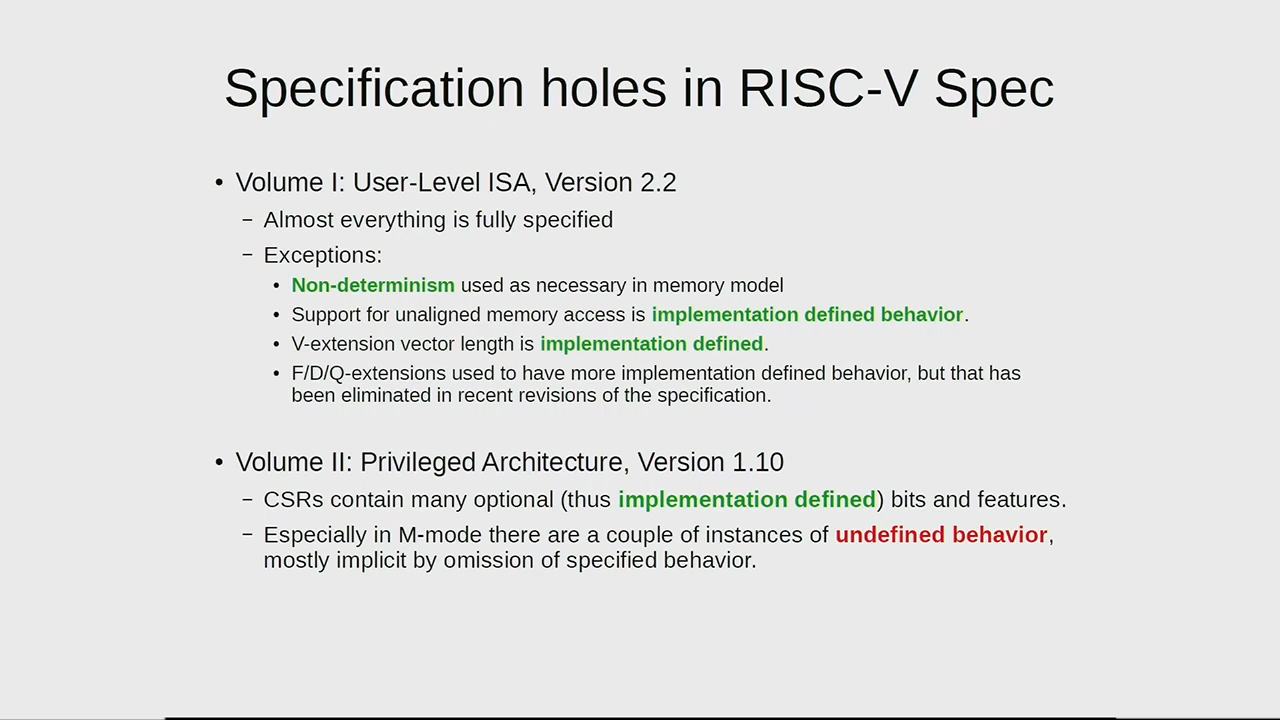 Specification holes in RISC-V Spec
• Volume I: User-Level ISA, Version 2.2
– Almost everything is fully specified
– Exceptions:
• Non-determinism used as necessary in memory model
• Support for unaligned memory access is implementation defined behavior.
• V-extension vector length is implementation defined.
• F/D/Q-extensions used to have more implementation defined behavior, but that has
been eliminated in recent revisions of the specification.
• Volume II: Privileged Architecture, Version 1.10
– CSRs contain many optional (thus implementation defined) bits and features.
– Especially in M-mode there are a couple of instances of undefined behavior,
mostly implicit by omission of specified behavior.